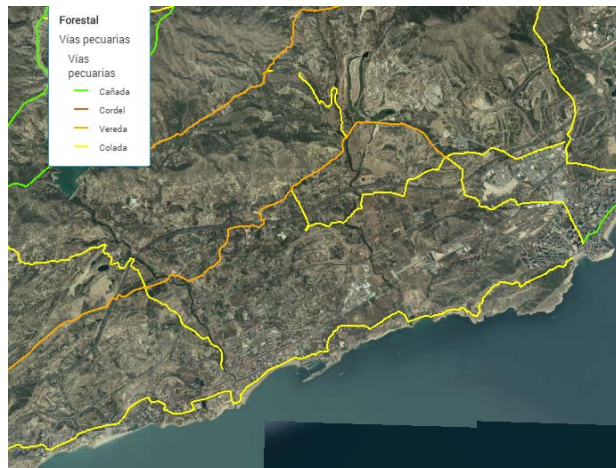 Forestal
Vías pecuarias
Vías
pecuarias
Cañada
Cordel
Vereda
Colada